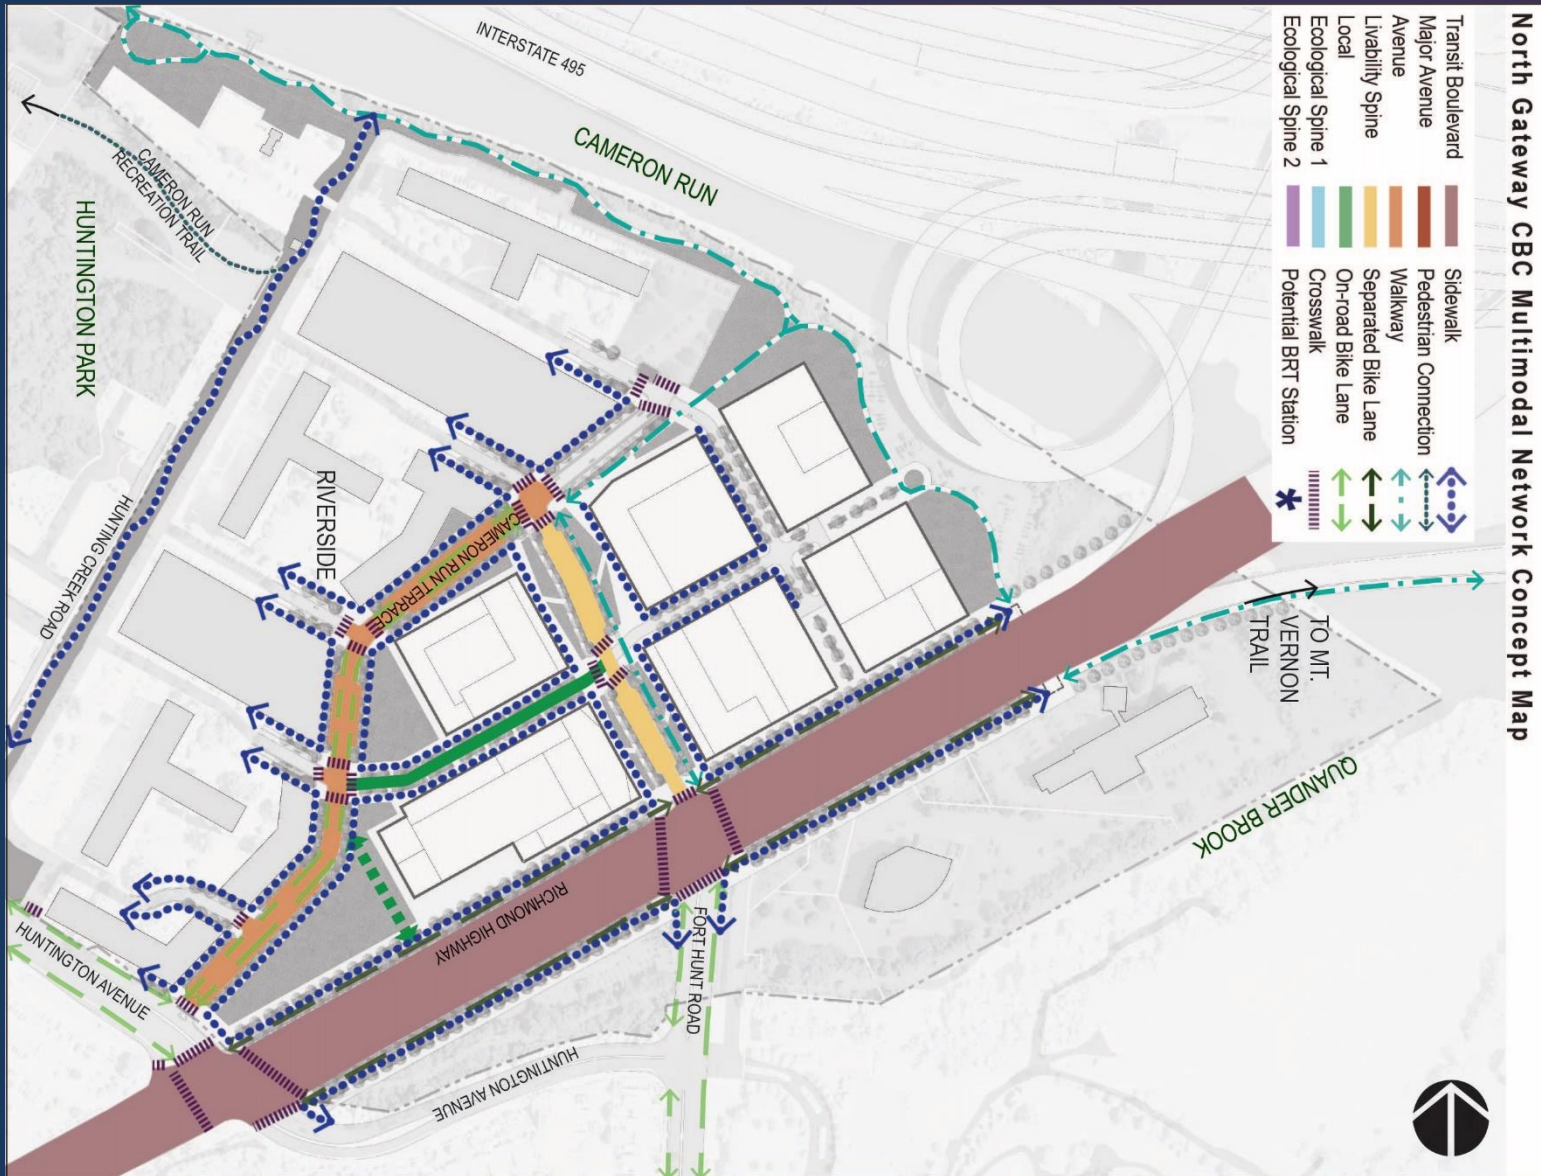 North Gateway CBC Multimodal Network Concept Map
Transit Boulevard
Major Avenue
Avenue
Livability Spine
Local
Ecological Spine 1
Ecological Spine 2
Sidewalk
Pedestrian Connection
Walkway
Separated Bike Lane
On-road Bike Lane
Crosswalk
Potential BRT Station
INTERSTATE 495
CAMERON RUN
CAMERON RUN
RECREATION TRAIL
HUNTINGTON PARK
HUNTING CREEK ROAD
RIVERSIDE
CAMERON RUN TERRACE
TO MT.
VERNON
TRAIL
QUANDER BROOK
RICHMOND HIGHWAY
FORT HUNT ROAD
HUNTINGTON AVENUE
HUNTINGTON AVENUE